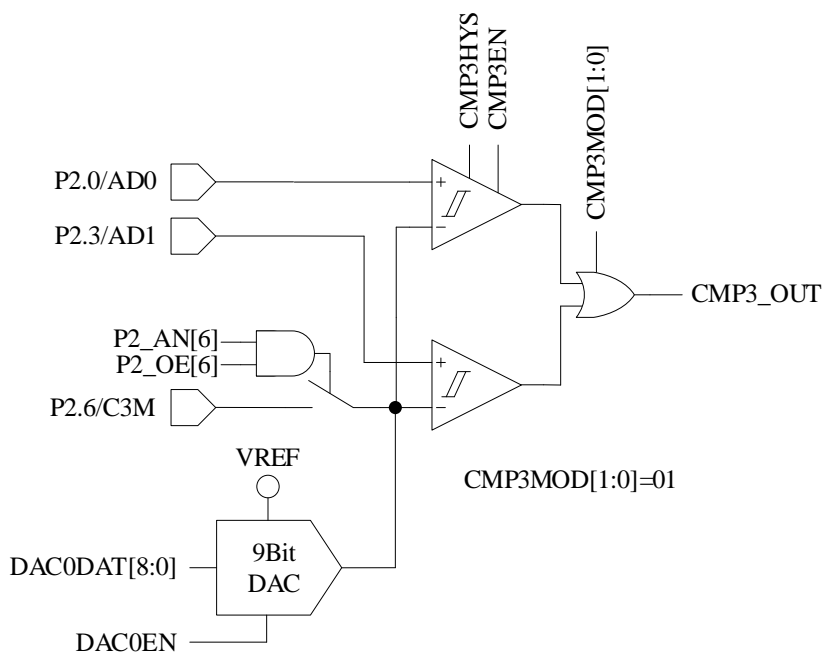 CMP3HYS
CMP3EN
CMP3MOD[1:0]
P2.0/AD0
+
P2.3/AD1
−
CMP3_OUT
P2_AN[6]
P2_OE[6]
+
P2.6/C3M
−
VREF
CMP3MOD[1:0]=01
DAC0DAT[8:0]
9Bit
DAC
DAC0EN